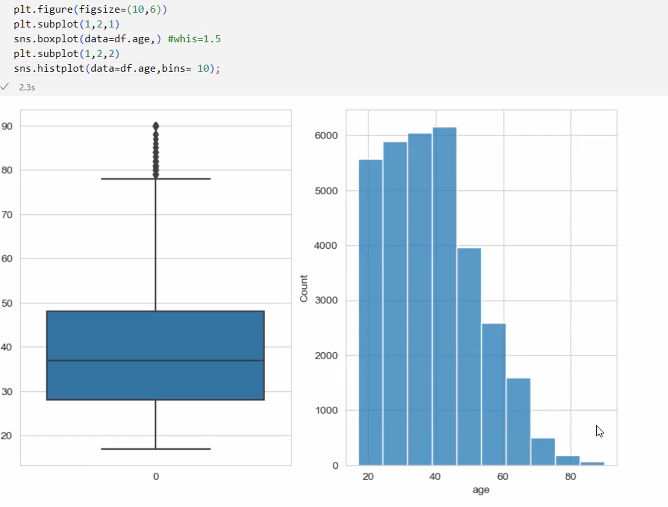 plt.figure(figsize=(10,6))
plt.subplot(1,2,1)
sns.boxplot(data=df.age,) #whis=1.5
plt.subplot(1,2,2)
sns.histplot(data=df.age,bins= 10);
2.3s
90
80
70
60
50
40
30
20
0
Count
6000
5000
4000
3000
2000
1000
0
20 40 60 80
age